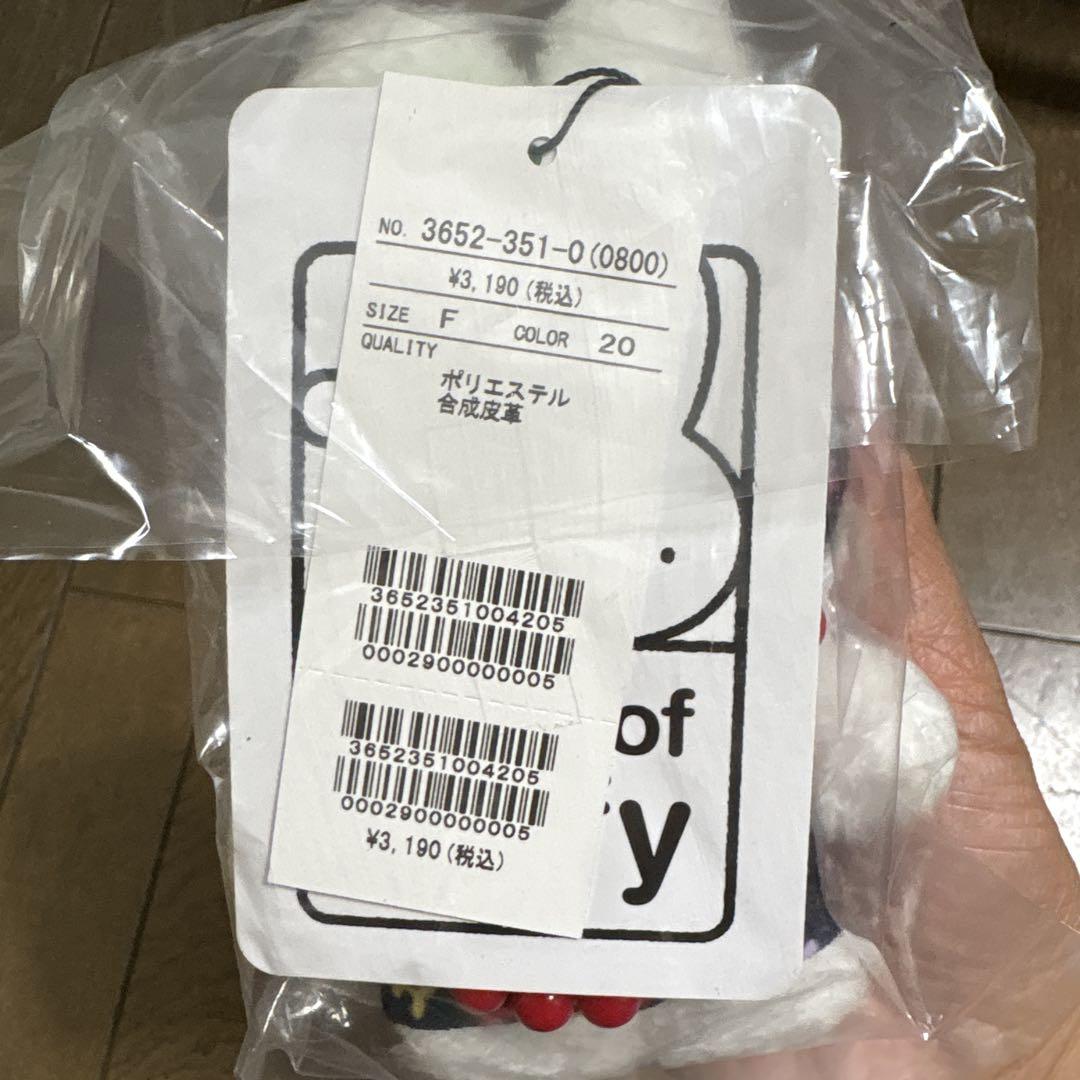 NO. 3652-351-0(0800)
¥3,190(税込)
SIZE F COLOR 20
QUALITY
ポリエステル
合成皮革
3652351004205
0002900000005
of
3652351004205
0002900000005
y
¥3,190(税込)